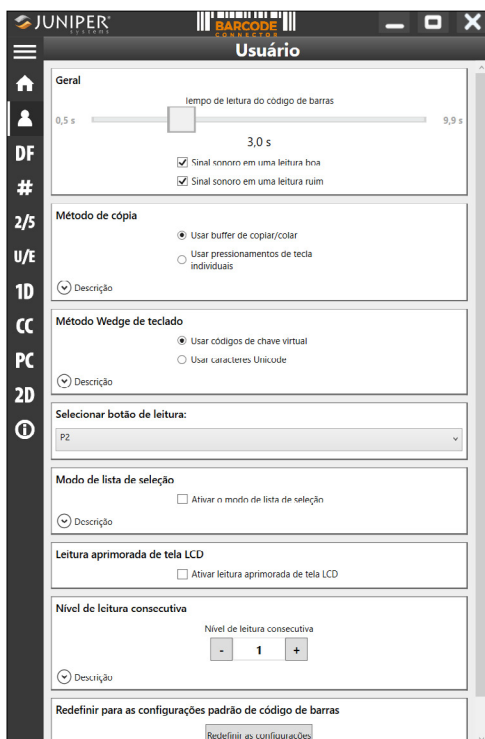 JUNIPER
systems
BARCODE
CONNECTOR
Usuário
Geral
Tempo de leitura do código de barras
0,5 s
9,9 s
3,0 s
Sinal sonoro em uma leitura boa
Sinal sonoro em uma leitura ruim
DF
#
2/5
U/E
1D
CC
PC
2D
Método de cópia
Usar buffer de copiar/colar
Usar pressionamentos de tecla
individuais
Descrição
Método Wedge de teclado
Usar códigos de chave virtual
Usar caracteres Unicode
Descrição
Selecionar botão de leitura:
P2
Modo de lista de seleção
Ativar o modo de lista de seleção
Descrição
Leitura aprimorada de tela LCD
Ativar leitura aprimorada de tela LCD
Nível de leitura consecutiva
Nível de leitura consecutiva
- 1 +
Descrição
Redefinir para as configurações padrão de código de barras
Redefinir as configurações